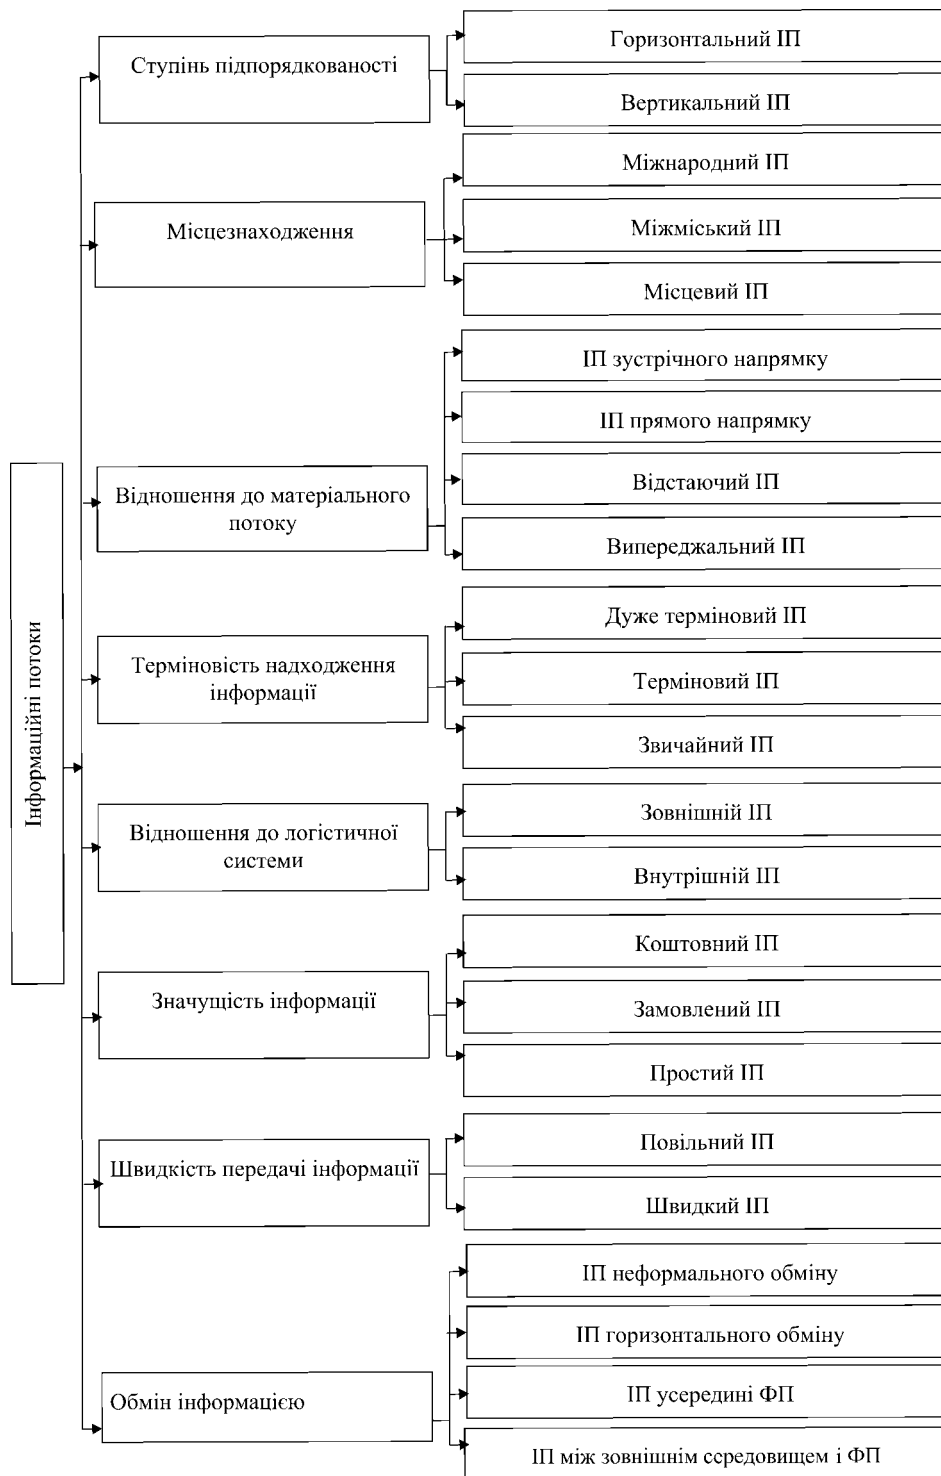 Інформаційні потоки
Ступінь підпорядкованості
Горизонтальний ІП
Вертикальний ІП
Місцезнаходження
Міжнародний ІП
Міжміський ІП
Місцевий ІП
Відношення до матеріального
потоку
ІП зустрічного напрямку
ІП прямого напрямку
Відстаючий ІП
Випереджальний ІП
Терміновість надходження
інформації
Дуже терміновий ІП
Терміновий ІП
Звичайний ІП
Відношення до логістичної
системи
Зовнішній ІП
Внутрішній ІП
Значущість інформації
Коштовний ІП
Замовлений ІП
Простий ІП
Швидкість передачі інформації
Повільний ІП
Швидкий ІП
Обмін інформацією
ІП неформального обміну
ІП горизонтального обміну
ІП усередині ФП
ІП між зовнішнім середовищем і ФП